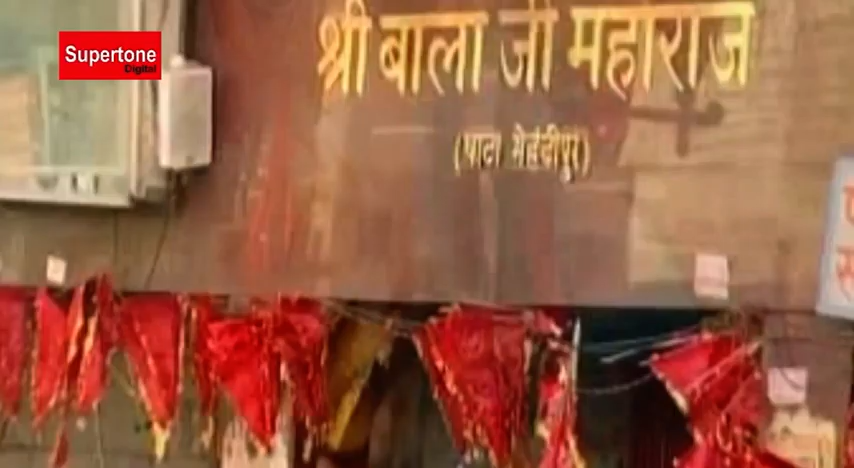 Supertone
Digital
श्री बाला जी महाराज
(घाटा मेहंदीपुर)